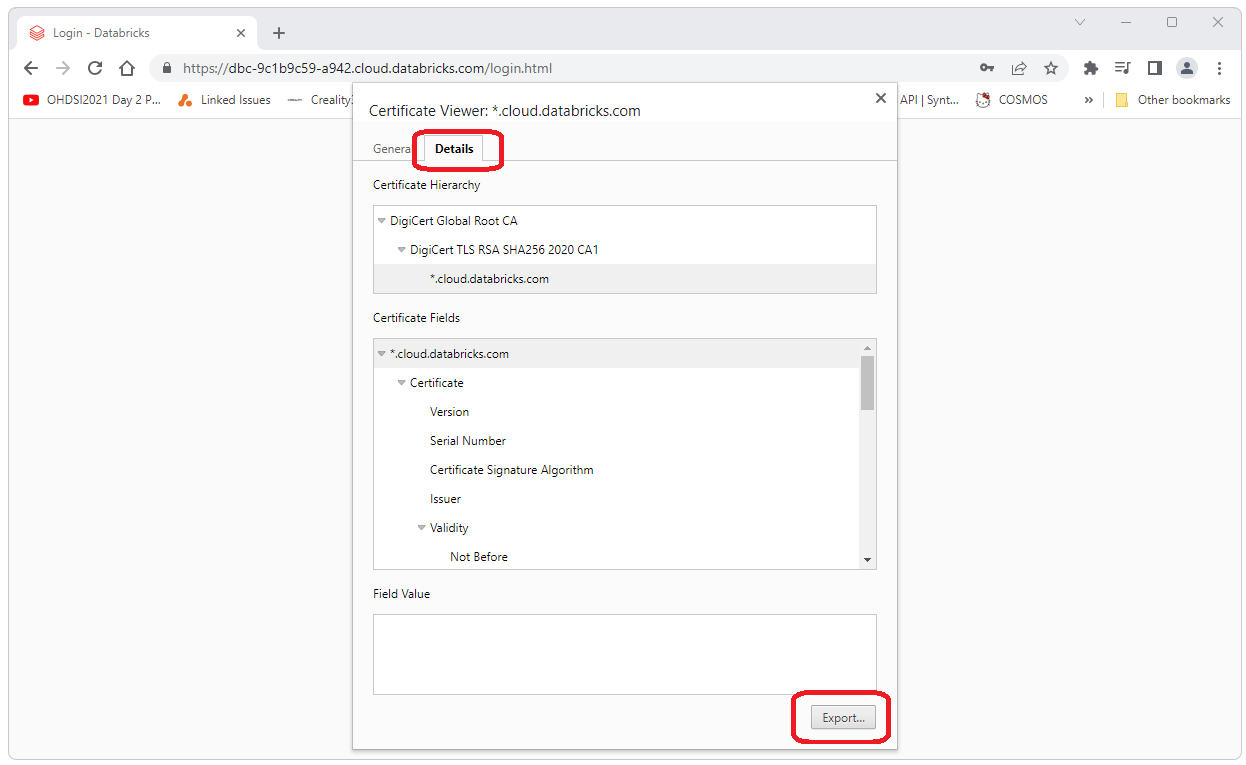 Login - Databricks
https://dbc-9c1b9c59-a942.cloud.databricks.com/login.html
OHDSI2021 Day 2 P... Linked Issues Creality3 API | Synt... COSMOS » Other bookmarks
Certificate Viewer: *.cloud.databricks.com
Genera Details
Certificate Hierarchy
DigiCert Global Root CA
DigiCert TLS RSA SHA256 2020 CA1
*.cloud.databricks.com
Certificate Fields
*.cloud.databricks.com
Certificate
Version
Serial Number
Certificate Signature Algorithm
Issuer
Validity
Not Before
Field Value
Export...